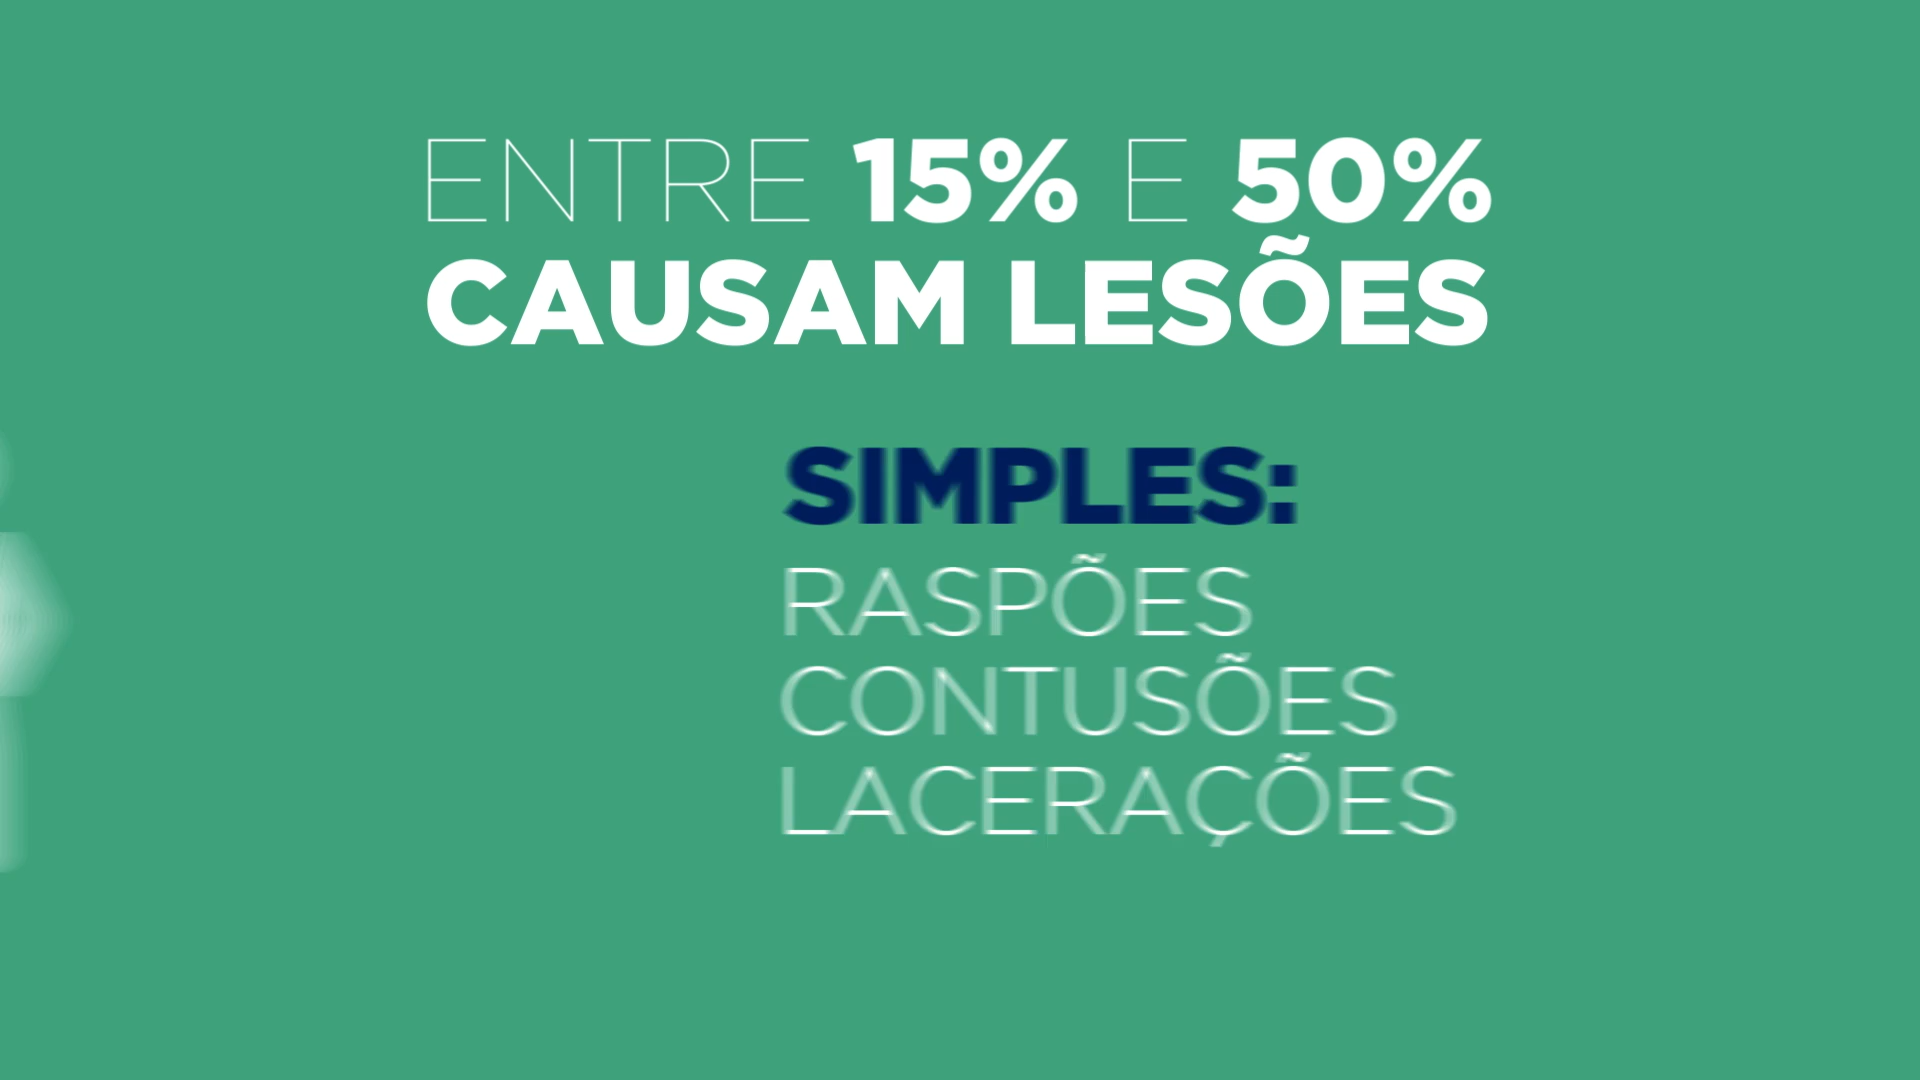 ENTRE 15% E 50%
CAUSAM LESÕES
SIMPLES:
RASPÕES
CONTUSÕES
LACERAÇÕES